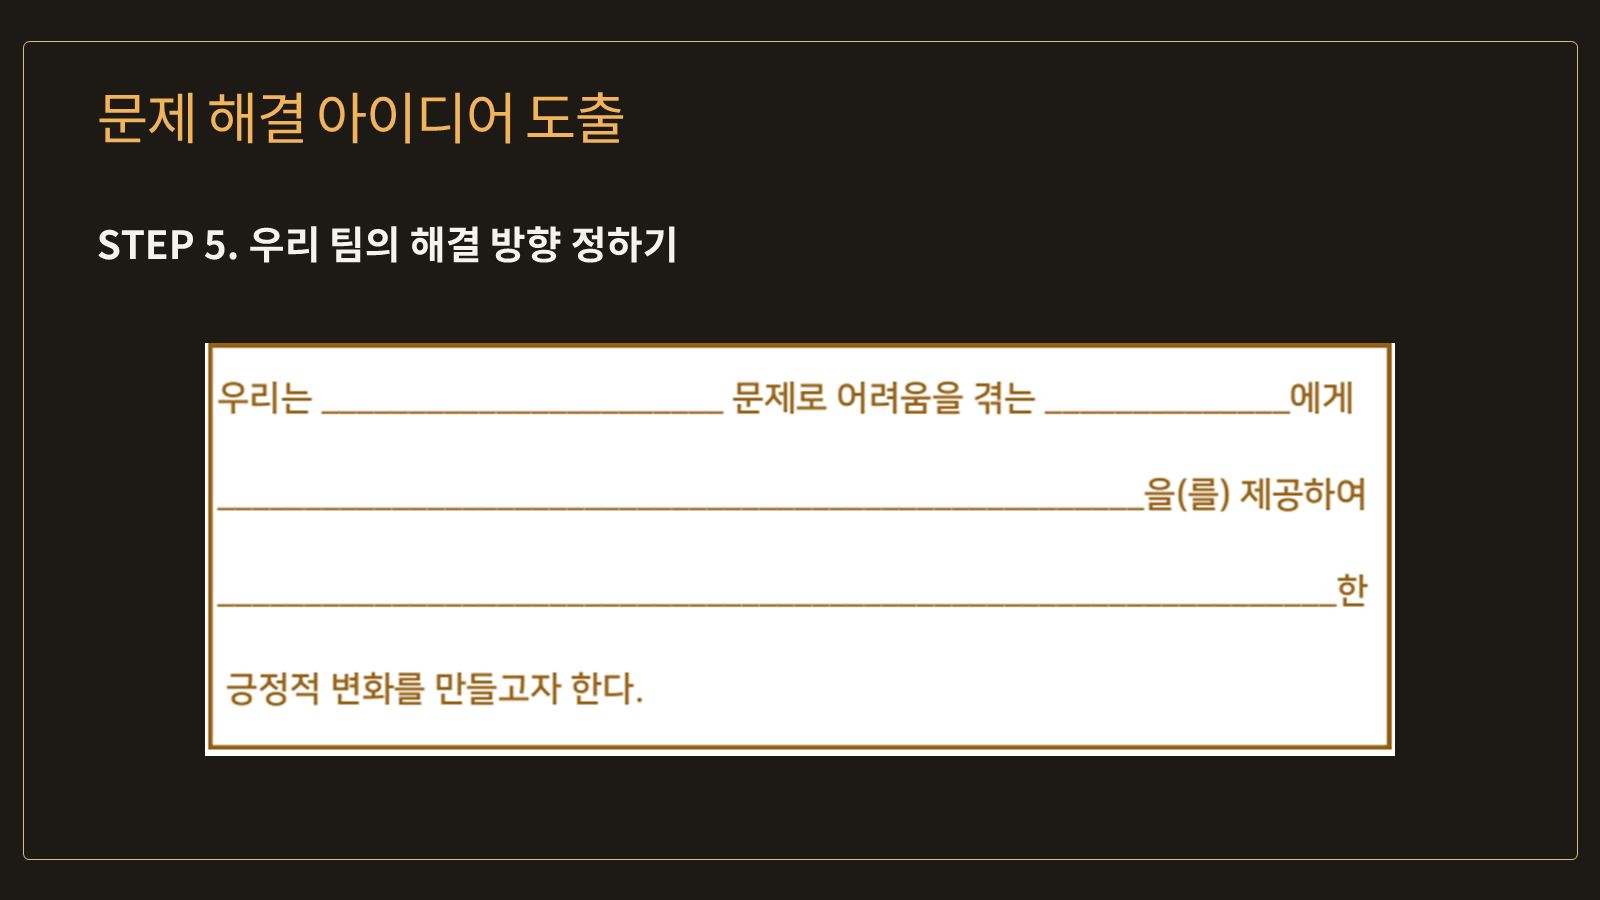 문제 해결 아이디어 도출
STEP 5. 우리 팀의 해결 방향 정하기
우리는 _______________________ 문제로 어려움을 겪는 ______________에게
_____________________________________________________을(를) 제공하여
________________________________________________________________한
긍정적 변화를 만들고자 한다.